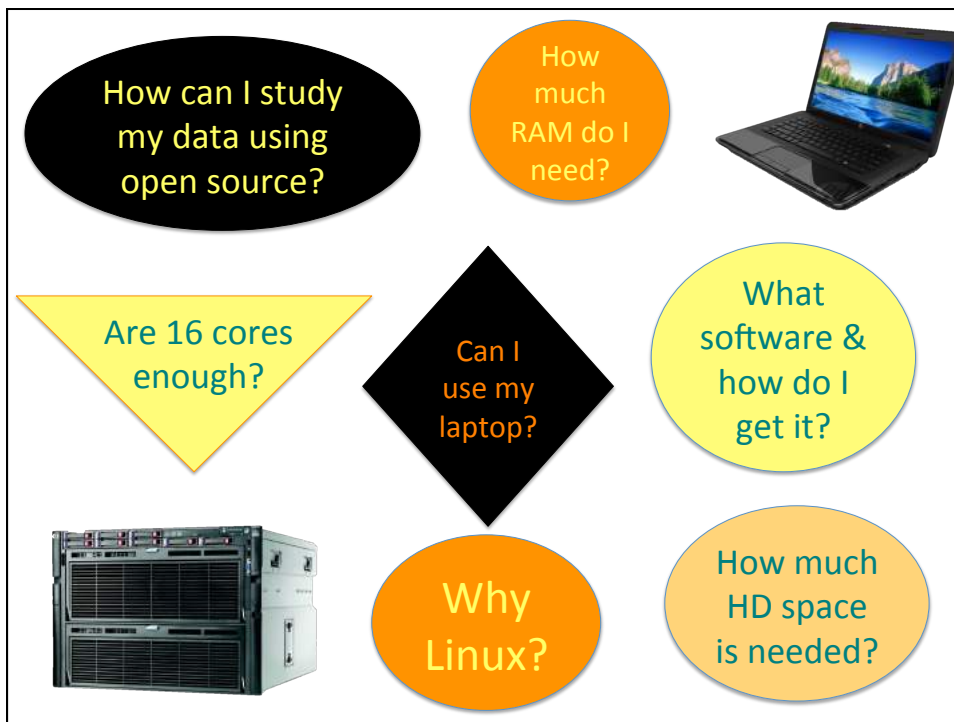 How can I study
my data using
open source?
How
much
RAM do I
need?
Are 16 cores
enough?
Can I
use my
laptop?
What
software &
how do I
get it?
Why
Linux?
How much
HD space
is needed?